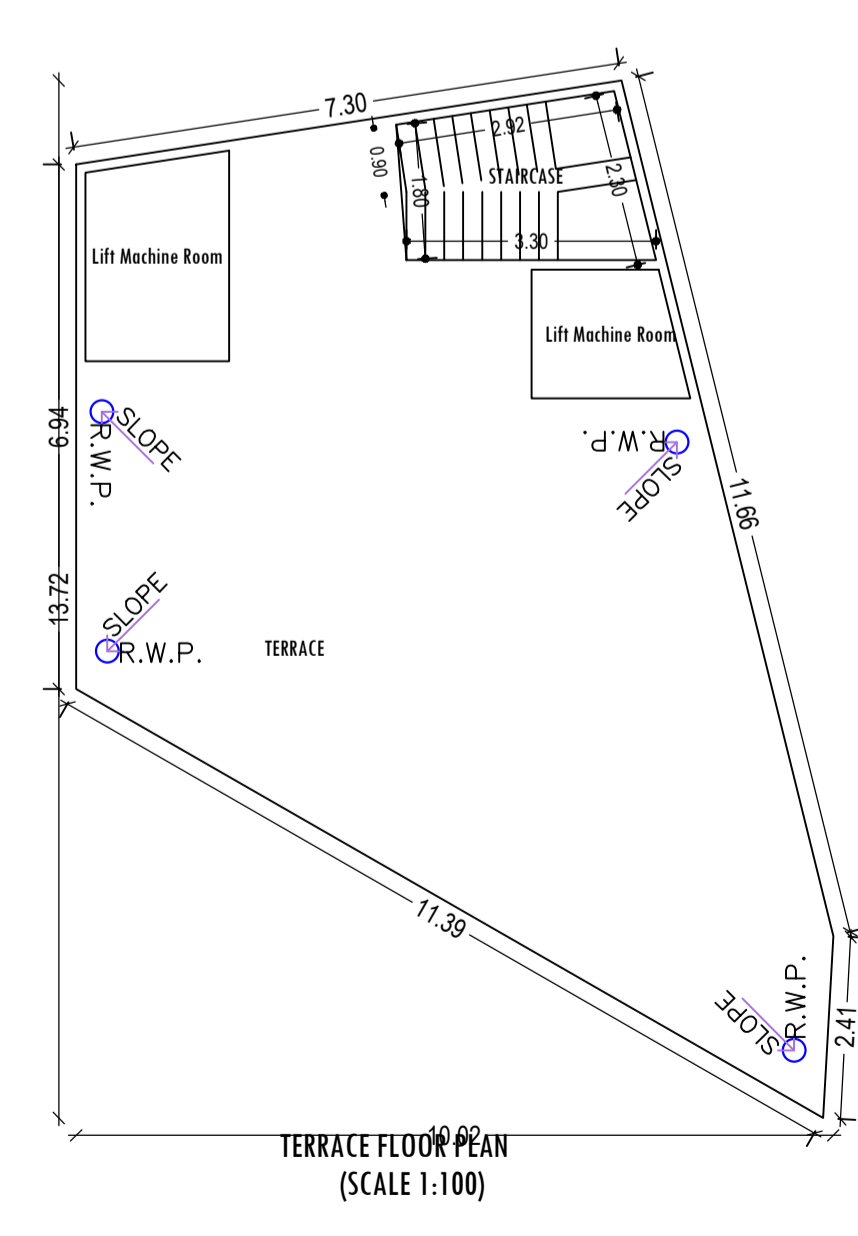 7.30
2.92
0.90
STAIRCASE
1.80
2.30
3.30
Lift Machine Room
Lift Machine Room
6.94
SLOPE
R.W.P.
R.W.P.
SLOPE
11.66
13.72
SLOPE
R.W.P.
TERRACE
11.39
R.W.P.
SLOPE
2.41
10.02
TERRACE FLOOR PLAN
(SCALE 1:100)